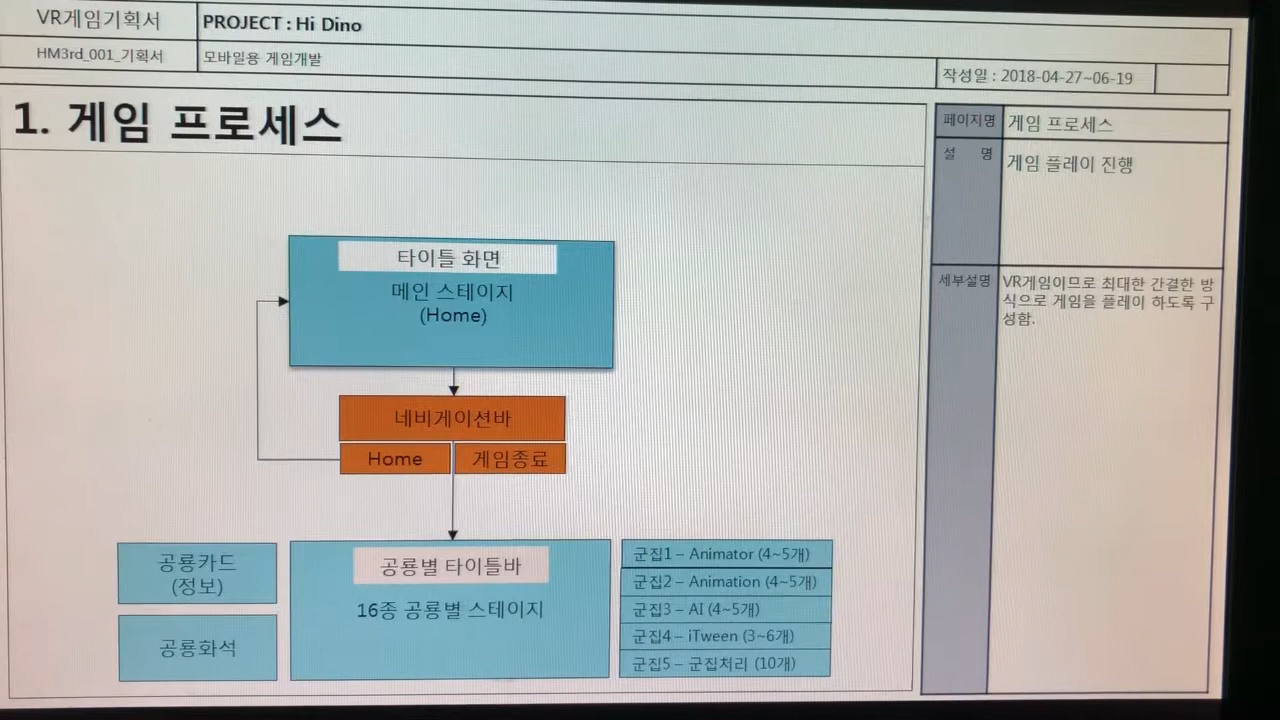 VR게임기획서
PROJECT : Hi Dino
HM3rd_001_기획서
모바일용 게임개발
작성일 : 2018-04-27~06-19
1. 게임 프로세스
페이지명
게임 프로세스
설 명
게임 플레이 진행
세부설명
VR게임이므로 최대한 간결한 방
식으로 게임을 플레이 하도록 구
성함.
타이틀 화면
메인 스테이지
(Home)
네비게이션바
Home
게임종료
공룡카드
(정보)
공룡화석
공룡별 타이틀바
16종 공룡별 스테이지
군집1 – Animator (4~5개)
군집2 – Animation (4~5개)
군집3 – AI (4~5개)
군집4 – iTween (3~6개)
군집5 – 군집처리 (10개)